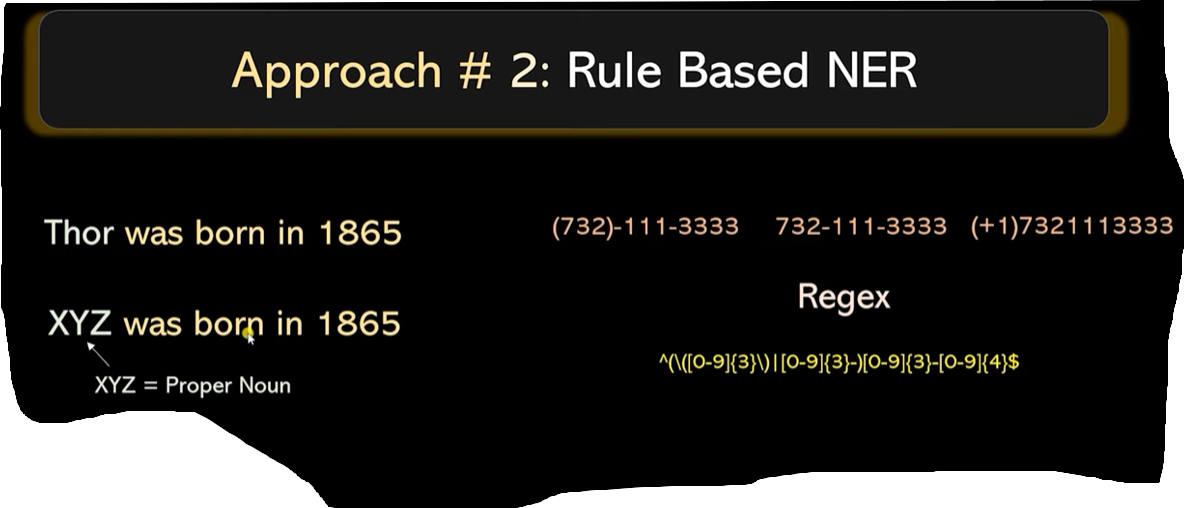 Approach # 2: Rule Based NER
Thor was born in 1865
XYZ was born in 1865
XYZ = Proper Noun
(732)-111-3333 732-111-3333 (+1)7321113333
Regex
^(\([0-9]{3}\)|[0-9]{3}-)[0-9]{3}-[0-9]{4}$